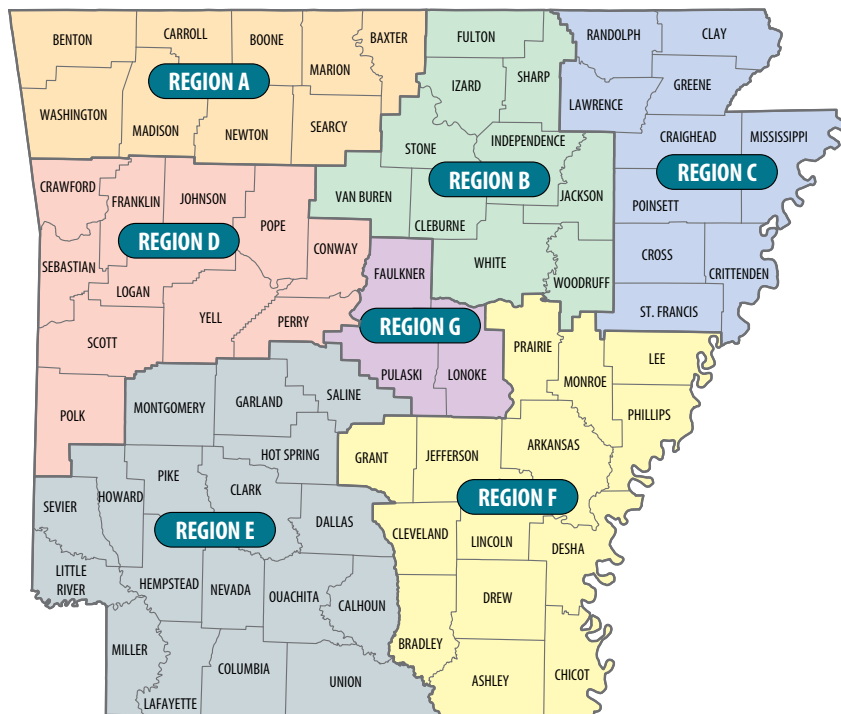 BENTON
CARROLL
BOONE
BAXTER
MARION
REGION A
WASHINGTON
MADISON
NEWTON
SEARCY
FULTON
IZARD
SHARP
STONE
INDEPENDENCE
REGION B
VAN BUREN
CLEBURNE
JACKSON
WHITE
WOODRUFF
RANDOLPH
CLAY
GREENE
LAWRENCE
CRAIGHEAD
MISSISSIPPI
REGION C
POINSETT
CROSS
CRITTENDEN
ST. FRANCIS
CRAWFORD
FRANKLIN
JOHNSON
POPE
REGION D
CONWAY
SEBASTIAN
LOGAN
YELL
PERRY
SCOTT
POLK
FAULKNER
REGION G
PULASKI
LONOKE
MONTGOMERY
GARLAND
SALINE
HOT SPRING
PIKE
CLARK
SEVIER
HOWARD
REGION E
DALLAS
LITTLE
RIVER
HEMPSTEAD
NEVADA
OUACHITA
CALHOUN
MILLER
COLUMBIA
UNION
LAFAYETTE
PRAIRIE
MONROE
LEE
PHILLIPS
GRANT
JEFFERSON
ARKANSAS
REGION F
CLEVELAND
LINCOLN
DESHA
DREW
BRADLEY
ASHLEY
CHICOT